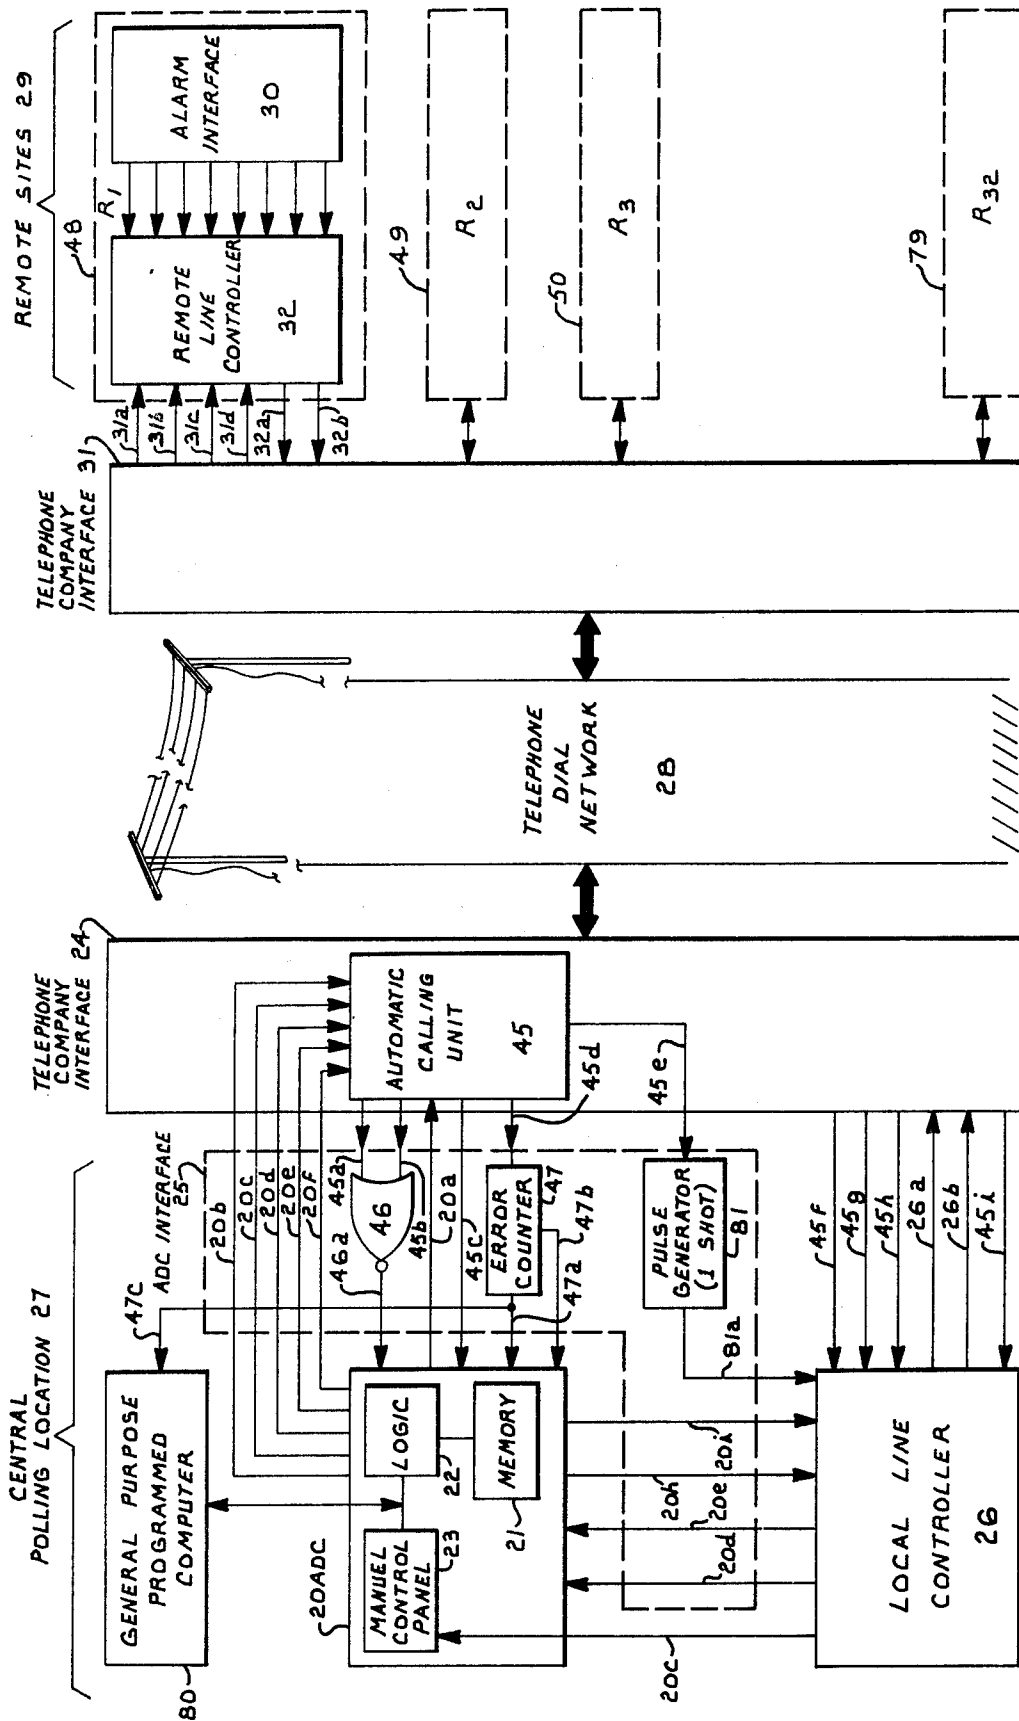 CENTRAL
POLLING LOCATION 27
GENERAL PURPOSE
PROGRAMMED
COMPUTER
80
47C
ADC INTERFACE
25
20b
20c
20d
20e
20f
20ADC
MANUEL
CONTROL
PANEL
23
LOGIC
22
MEMORY
21
46a
46
45a
45b
20a
45c
ERROR
COUNTER
47
47a
47b
45d
45e
PULSE
GENERATOR
(1 SHOT)
81
81a
20i
20h
20e
20d
20c
LOCAL LINE
CONTROLLER
26
45f
45g
45h
26a
26b
45i
TELEPHONE
COMPANY
INTERFACE 24
AUTOMATIC
CALLING
UNIT
45
TELEPHONE
DIAL
NETWORK
28
TELEPHONE
COMPANY
INTERFACE 31
31a
31b
31c
31d
32a
32b
REMOTE SITES 29
48
REMOTE
LINE
CONTROLLER
32
R1
ALARM
INTERFACE
30
49
R2
50
R3
79
R32